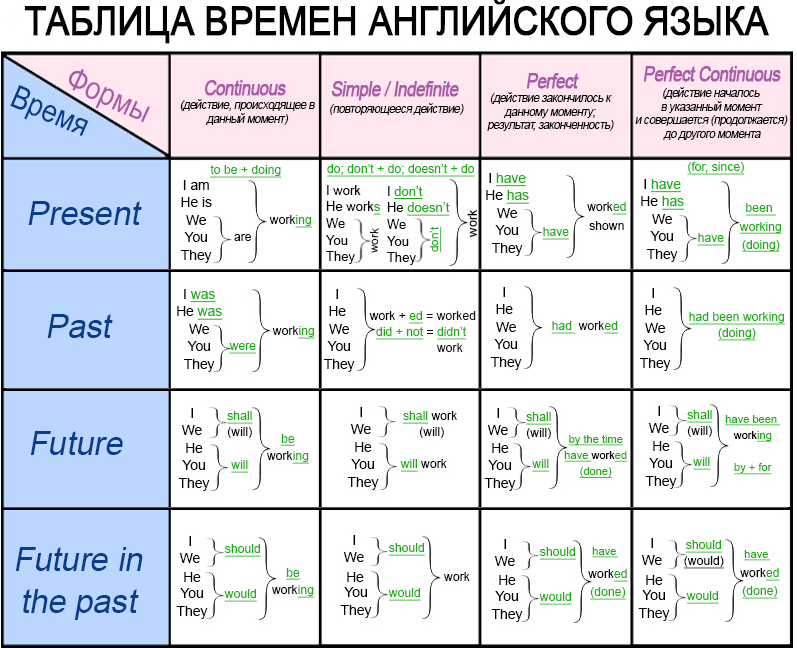 ТАБЛИЦА ВРЕМЕН АНГЛИЙСКОГО ЯЗЫКА
Формы
Время
Continuous
(действие, происходящее в
данный момент)
Simple / Indefinite
(повторяющееся действие)
Perfect
(действие закончилось к
данному моменту;
результат, законченность)
Perfect Continuous
(действие началось
в указанный момент
и совершается (продолжается)
до другого момента
Present
to be + doing
I am
He is
We
You are
They
working
do; don't + do; doesn't + do
I work
He works
We
You work
They
I don't
He doesn't
We
You don't
They
work
I have
He has
We
You have
They
worked
shown
(for, since)
I have
He has
We
You have
They
been
working
(doing)
Past
I was
He was
We
You were
They
working
I
He
We
You
They
work + ed = worked
did + not = didn't
work
I
He
We
You
They
had worked
I
He
We
You
They
had been working
(doing)
Future
I shall
We (will)
He
You will
They
be
working
I shall work
We (will)
He
You will work
They
I shall
We (will)
He
You will
They
by the time
have worked
(done)
I shall
We (will)
He
You will
They
have been
working
by + for
Future in
the past
I should
We
He
You would
They
be
working
I should
We
He
You would
They
work
I should
We
He
You would
They
have
worked
(done)
I should
We (would)
He
You would
They
have
worked
(done)